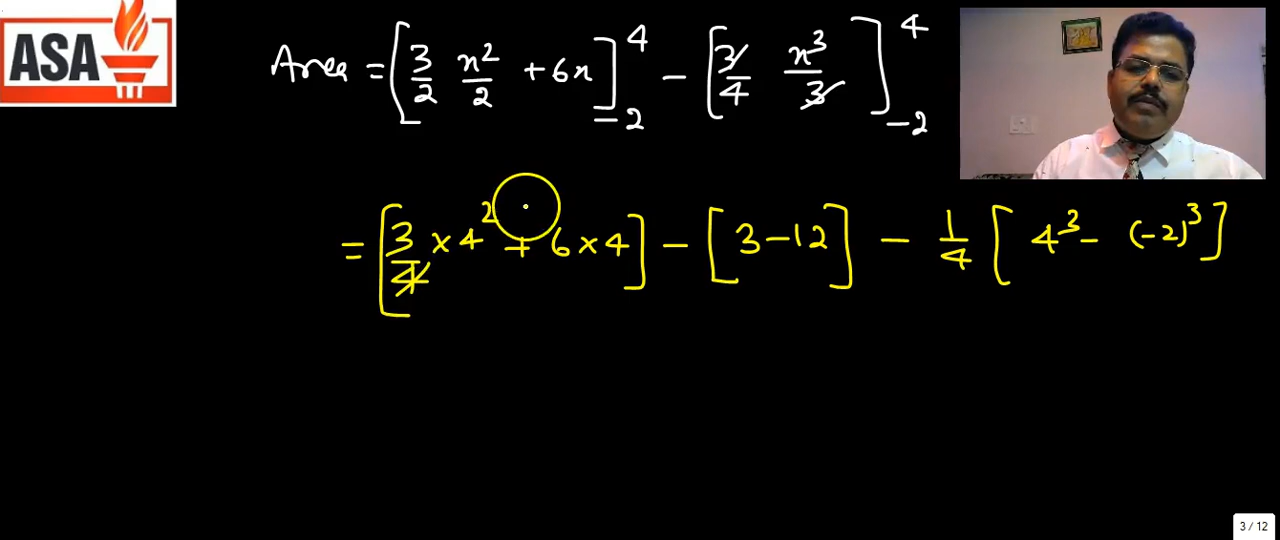 ASA
Area = [3/2 x²/2 + 6x]₋₂⁴ − [3/4 x³/3]₋₂⁴
= [3/4 × 4² + 6 × 4] − [3 − 12] − 1/4 [4³ − (−2)³]
3 / 12